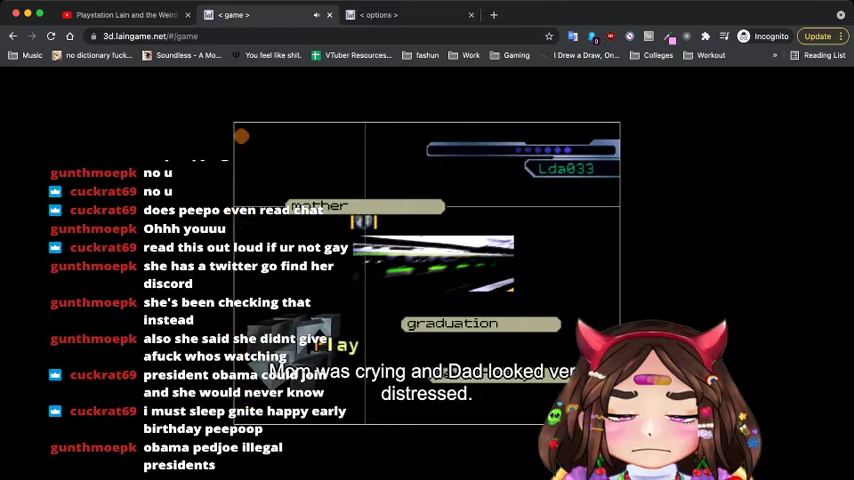 Playstation Lain and the Weird
< game >
< options >
3d.laingame.net/#/game
Incognito
Update
Music
no dictionary fuck...
Soundless - A Mo...
You feel like shit.
VTuber Resources...
fashun
Work
Gaming
I Drew a Draw, On...
Colleges
Workout
Reading List
gunthmoepk no u
cuckrat69 no u
cuckrat69 does peepo even read chat
gunthmoepk Ohhh youuu
cuckrat69 read this out loud if ur not gay
gunthmoepk she has a twitter go find her
discord
gunthmoepk she's been checking that
instead
gunthmoepk also she said she didnt give
afuck whos watching
cuckrat69 president obama could join
and she would never know
cuckrat69 i must sleep gnite happy early
birthday peepoop
gunthmoepk obama pedjoe illegal
presidents
Lda033
mother
graduation
Play
Mom was crying and Dad looked ver
distressed.